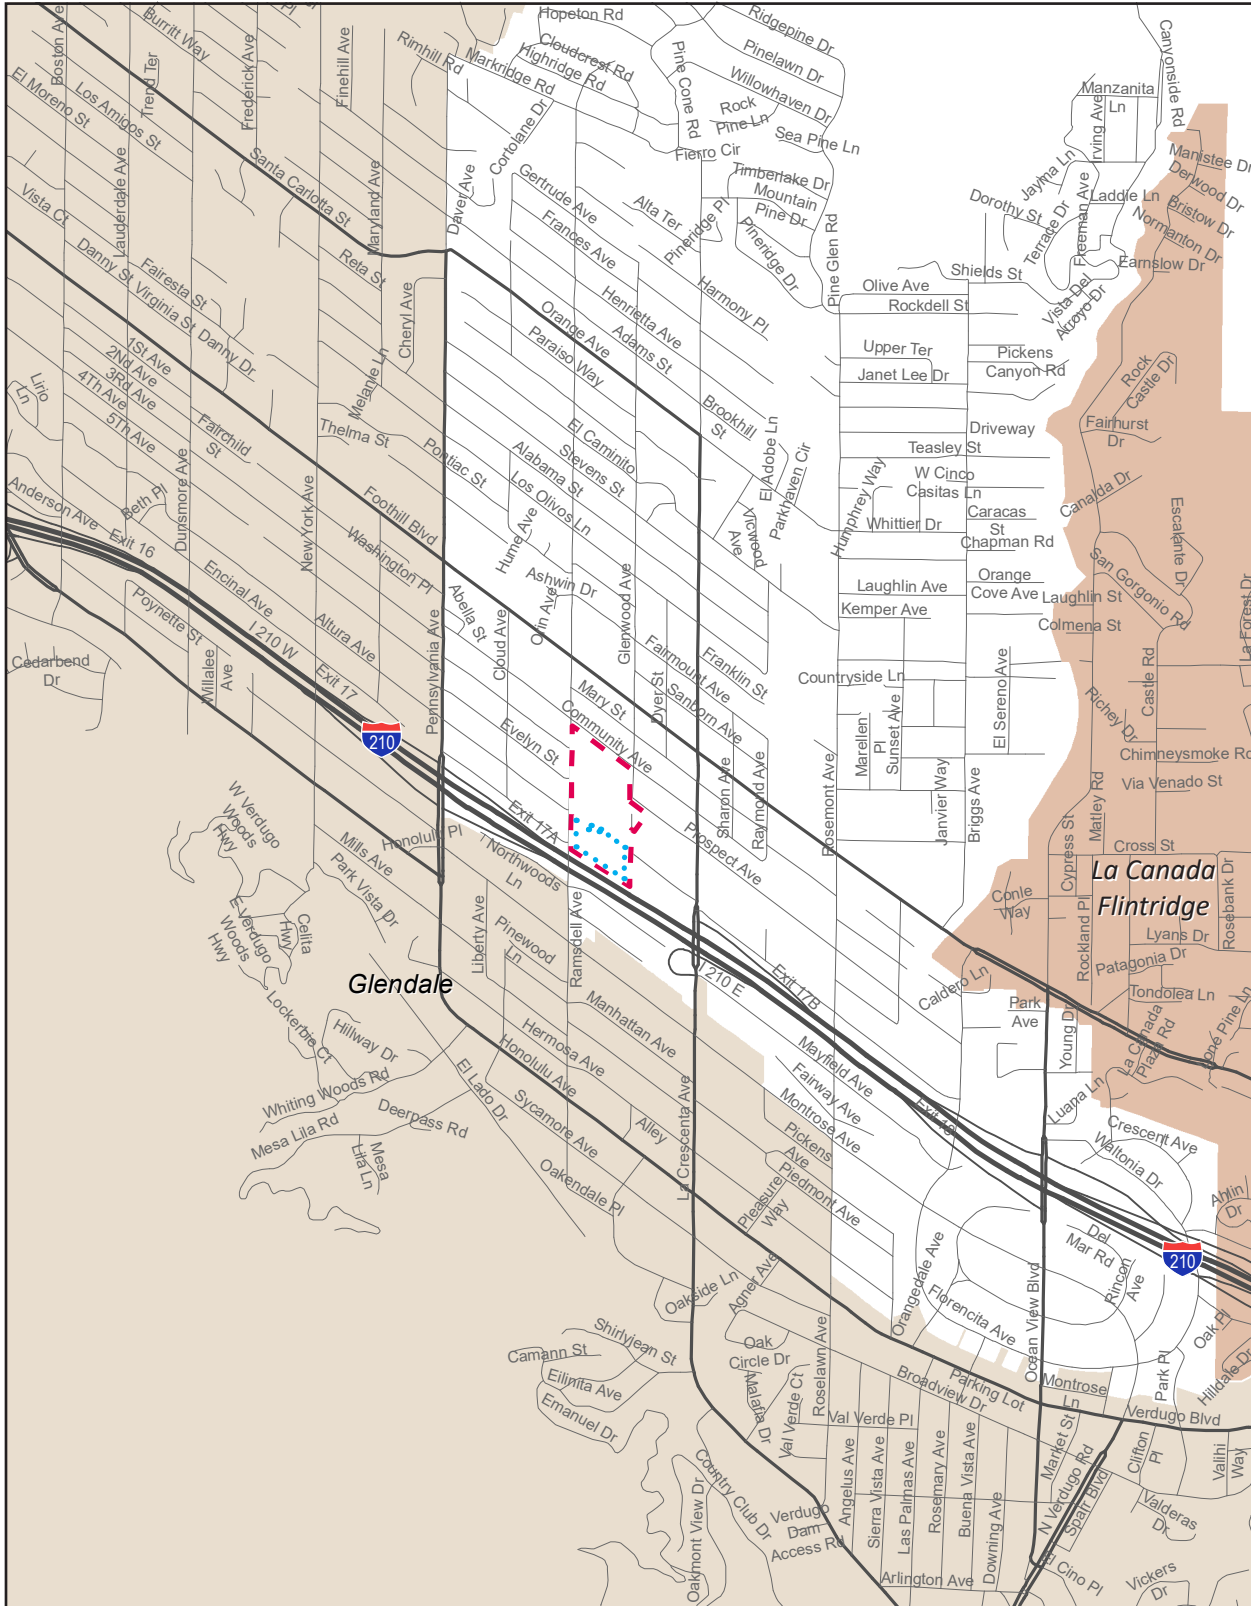 Hopeton Rd
Ridgepine Dr
Canyonside Rd
Boston Ave
Burritt Way
Pl
Trend Ter
Frederick Ave
Finehill Ave
Rimhill Rd
Markridge Rd
Cloudcrest Rd
Highridge Rd
Pine Cone Rd
Pinelawn Dr
Willowhaven Dr
Rock
Pine Ln
Sea Pine Ln
Manzanita
Ln
Irving Ave
El Moreno St
Los Amigos St
Cortolane Dr
Fierro Cir
Timberlake Dr
Mountain
Pine Dr
Jayma Ln
Laddie Ln
Manistee Dr
Derwood Dr
Bristow Dr
Normanton Dr
Earnslow Dr
Vista Ct
Lauderdale Ave
Santa Carlotta St
Maryland Ave
Daver Ave
Gertrude Ave
Frances Ave
Alta Ter
Pineridge Pl
Pineridge Dr
Pine Glen Rd
Dorothy St
Terrace Dr
Freeman Ave
Danny St
Fairesta St
Virginia St
Danny Dr
Reta St
Cheryl Ave
Harmony Pl
Henrietta Ave
Adams St
Orange Ave
Paraiso Way
Shields St
Olive Ave
Rockdell St
Vista Del
Arroyo Dr
Lirio
Ln
1St Ave
2Nd Ave
3Rd Ave
4Th Ave
5Th Ave
Melanie Ln
Upper Ter
Janet Lee Dr
Pickens
Canyon Rd
Rock
Castle Dr
Fairchild
St
Thelma St
Pontiac St
El Caminito
Stevens St
Alabama St
Los Olivos Ln
Brookhill
St
El Adobe Ln
Parkhaven Cir
Driveway
Teasley St
Fairhurst
Dr
Anderson Ave
Beth Pl
Dunsmore Ave
New York Ave
Foothill Blvd
Washington Pl
Hume Ave
Ynowood
Ave
Humphrey Way
W Cinco
Casitas Ln
Whittier Dr
Caracas
St
Chapman Rd
Canalda Dr
Escalante Dr
Exit 16
Encinal Ave
Ashwin Dr
Orin Ave
Glenwood Ave
Laughlin Ave
Orange
Cove Ave
Laughlin St
Kemper Ave
Colmena St
San Gorgonio Rd
La Forest Dr
Poynette St
I 210 W
Altura Ave
Abella St
Cloud Ave
Pennsylvania Ave
Cedarbend
Dr
Willalee
Ave
Exit 17
210
Mary St
Community Ave
Evelyn St
Dyer St
Fairmount Ave
Sanborn Ave
Franklin St
Countryside Ln
Marellen
Pl
Sunset Ave
El Sereno Ave
Richey Dr
Castle Rd
Chimneysmoke Rd
Via Venado St
W Verdugo
Woods
Hwy
Mills Ave
Honolulu Pl
Exit 17A
Northwoods
Ln
Sharon Ave
Raymond Ave
Prospect Ave
Rosemont Ave
Janvier Way
Briggs Ave
Matley Rd
Cypress St
Cross St
La Canada
Flintridge
Park Vista Dr
E Verdugo
Woods
Hwy
Celita
Hwy
Liberty Ave
Pinewood
Ln
Ramsdell Ave
Conle
Way
Rockland Pl
Lyans Dr
Rosebank Dr
Patagonia Dr
Tondolea Ln
Glendale
Lockerbie Ct
Hillway Dr
Manhattan Ave
I 210 E
Exit 17B
Caldero Ln
Park
Ave
Young Dr
La Canada
Plaza Rd
Whiting Woods Rd
Mesa Lila Rd
Deerpass Rd
Mesa
Lila Ln
El Lado Dr
Hermosa Ave
Honolulu Ave
Sycamore Ave
Alley
La Crescenta Ave
Mayfield Ave
Fairway Ave
Montrose Ave
Exit 18
Luana Ln
Crescent Ave
Waltonia Dr
Oakendale Pl
Pickens
Ave
Piedmont Ave
Pleasure
Way
Ahlin
Dr
Del
Mar Rd
210
Oakside Ln
Agner Ave
Orangedale Ave
Florencita Ave
Ocean View Blvd
Rincon
Ave
Oak Pl
Shirlyjean St
Camann St
Eilinita Ave
Emanuel Dr
Oak
Circle Dr
Malafia Dr
Val Verde Ct
Roselawn Ave
Broadview Dr
Parking Lot
Montrose
Ln
Park Pl
Hilldale Dr
Val Verde Pl
Verdugo Blvd
Country Club Dr
Oakmont View Dr
Verdugo
Dam
Access Rd
Angelus Ave
Sierra Vista Ave
Las Palmas Ave
Rosemary Ave
Buena Vista Ave
Downing Ave
Market St
N Verdugo Rd
Sparr Blvd
Clifton
Pl
Valihi
Way
Valderas
Dr
Arlington Ave
El Cino Pl
Vickers
Dr